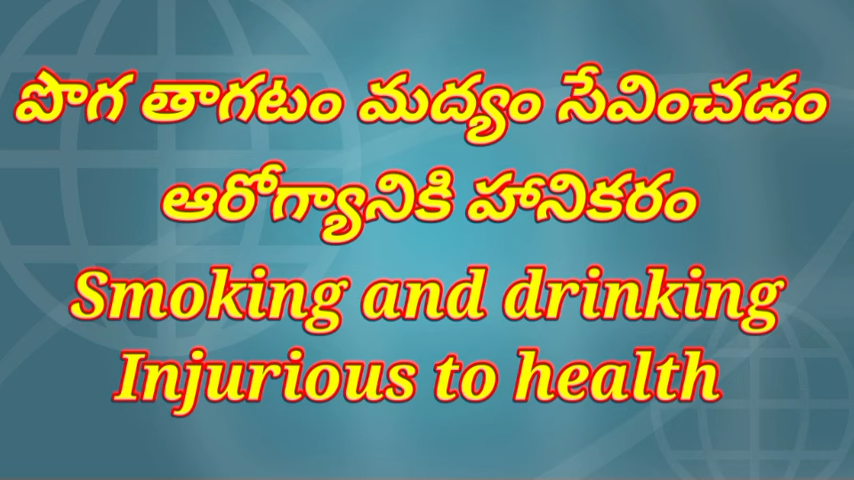 పొగ తాగటం మద్యం సేవించడం
ఆరోగ్యానికి హానికరం
Smoking and drinking
Injurious to health